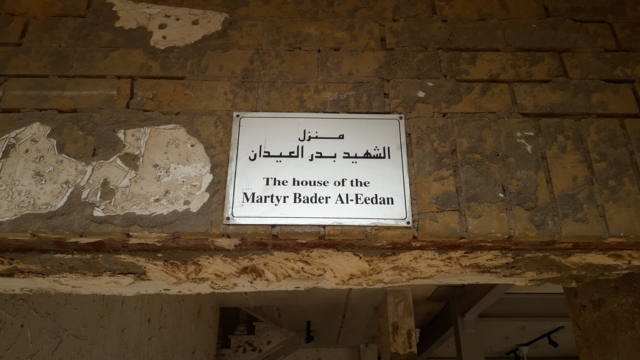 منزل
الشهيد بدر العيدان
The house of the
Martyr Bader Al-Eedan